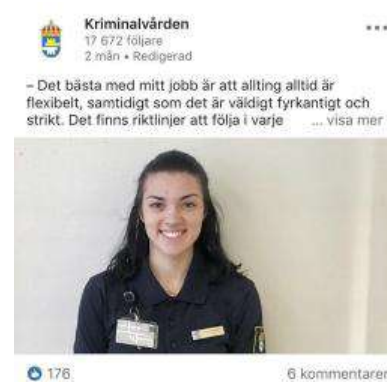 Kriminalvården
17 672 följare
2 mån • Redigerad
– Det bästa med mitt jobb är att allting alltid är
flexibelt, samtidigt som det är väldigt fyrkantigt och
strikt. Det finns riktlinjer att följa i varje ... visa mer
176 6 kommentarer